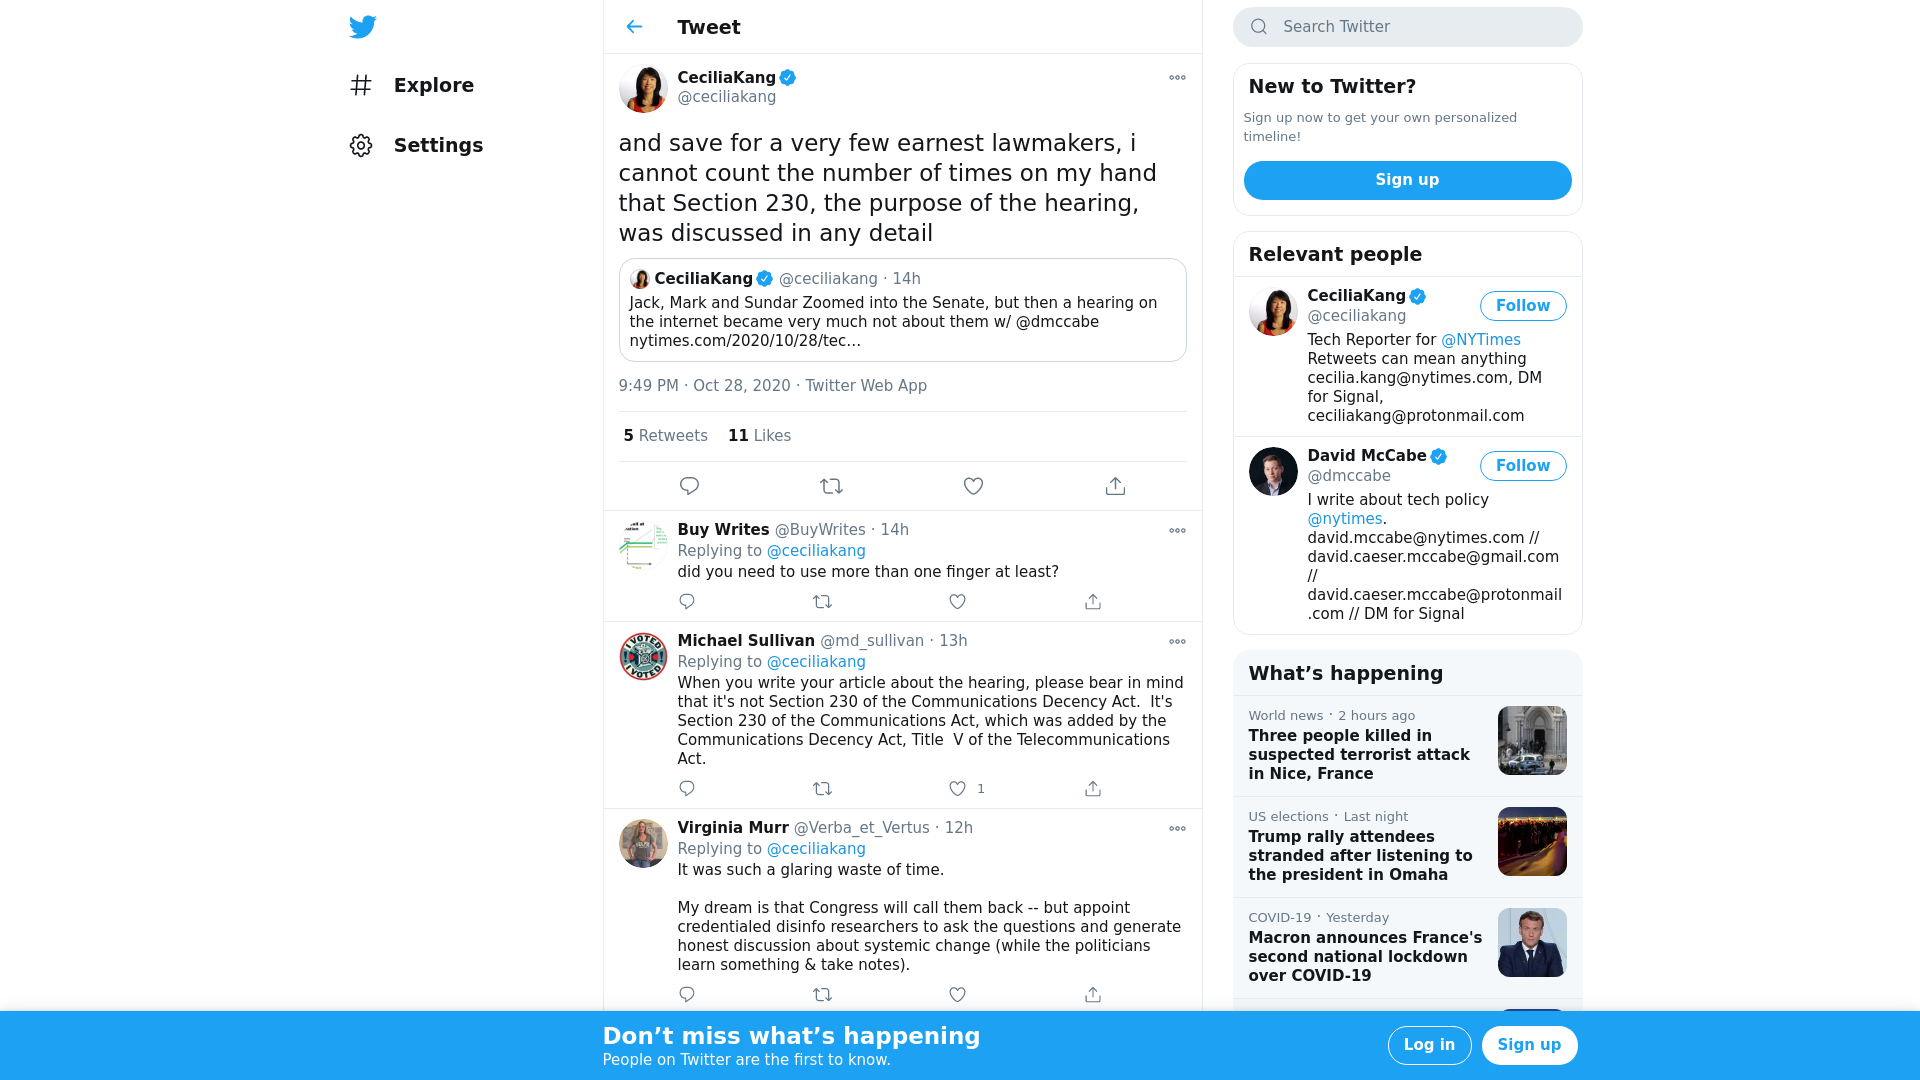 Explore
Settings
Tweet
CeciliaKang
@ceciliakang
and save for a very few earnest lawmakers, i
cannot count the number of times on my hand
that Section 230, the purpose of the hearing,
was discussed in any detail
CeciliaKang @ceciliakang · 14h
Jack, Mark and Sundar Zoomed into the Senate, but then a hearing on
the internet became very much not about them w/ @dmccabe
nytimes.com/2020/10/28/tec…
9:49 PM · Oct 28, 2020 · Twitter Web App
5 Retweets 11 Likes
Buy Writes @BuyWrites · 14h
Replying to @ceciliakang
did you need to use more than one finger at least?
Michael Sullivan @md_sullivan · 13h
Replying to @ceciliakang
When you write your article about the hearing, please bear in mind
that it's not Section 230 of the Communications Decency Act.  It's
Section 230 of the Communications Act, which was added by the
Communications Decency Act, Title  V of the Telecommunications
Act.
1
I VOTED
I VOTED
Virginia Murr @Verba_et_Vertus · 12h
Replying to @ceciliakang
It was such a glaring waste of time.
My dream is that Congress will call them back -- but appoint
credentialed disinfo researchers to ask the questions and generate
honest discussion about systemic change (while the politicians
learn something & take notes).
Search Twitter
New to Twitter?
Sign up now to get your own personalized
timeline!
Sign up
Relevant people
CeciliaKang
@ceciliakang
Follow
Tech Reporter for @NYTimes
Retweets can mean anything
cecilia.kang@nytimes.com, DM
for Signal,
ceciliakang@protonmail.com
David McCabe
@dmccabe
Follow
I write about tech policy
@nytimes.
david.mccabe@nytimes.com //
david.caeser.mccabe@gmail.com
//
david.caeser.mccabe@protonmail
.com // DM for Signal
What's happening
World news · 2 hours ago
Three people killed in
suspected terrorist attack
in Nice, France
US elections · Last night
Trump rally attendees
stranded after listening to
the president in Omaha
COVID-19 · Yesterday
Macron announces France's
second national lockdown
over COVID-19
Don’t miss what’s happening
People on Twitter are the first to know.
Log in
Sign up